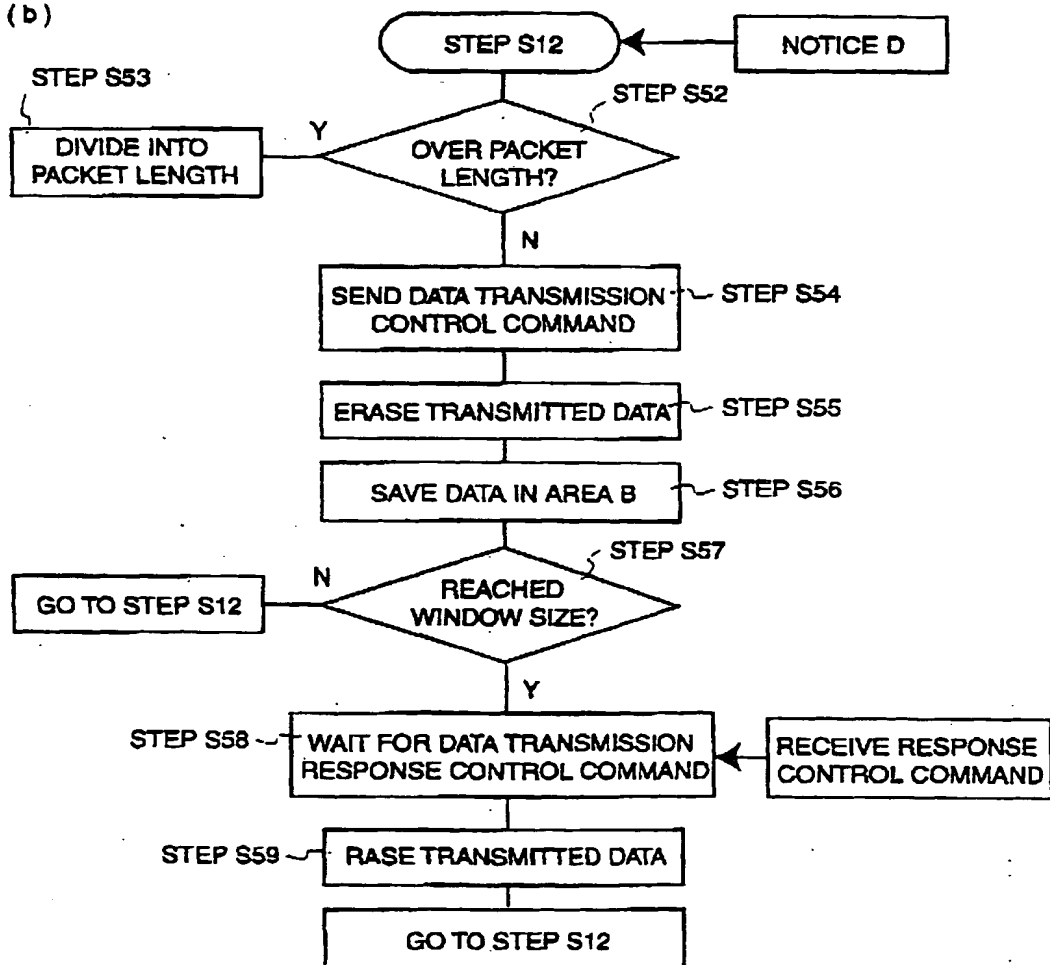 (b)
STEP S12
NOTICE D
STEP S53
STEP S52
Y
DIVIDE INTO
PACKET LENGTH
OVER PACKET
LENGTH?
N
SEND DATA TRANSMISSION
CONTROL COMMAND
STEP S54
ERASE TRANSMITTED DATA
STEP S55
SAVE DATA IN AREA B
STEP S56
STEP S57
N
GO TO STEP S12
REACHED
WINDOW SIZE?
Y
STEP S58
WAIT FOR DATA TRANSMISSION
RESPONSE CONTROL COMMAND
RECEIVE RESPONSE
CONTROL COMMAND
STEP S59
RASE TRANSMITTED DATA
GO TO STEP S12